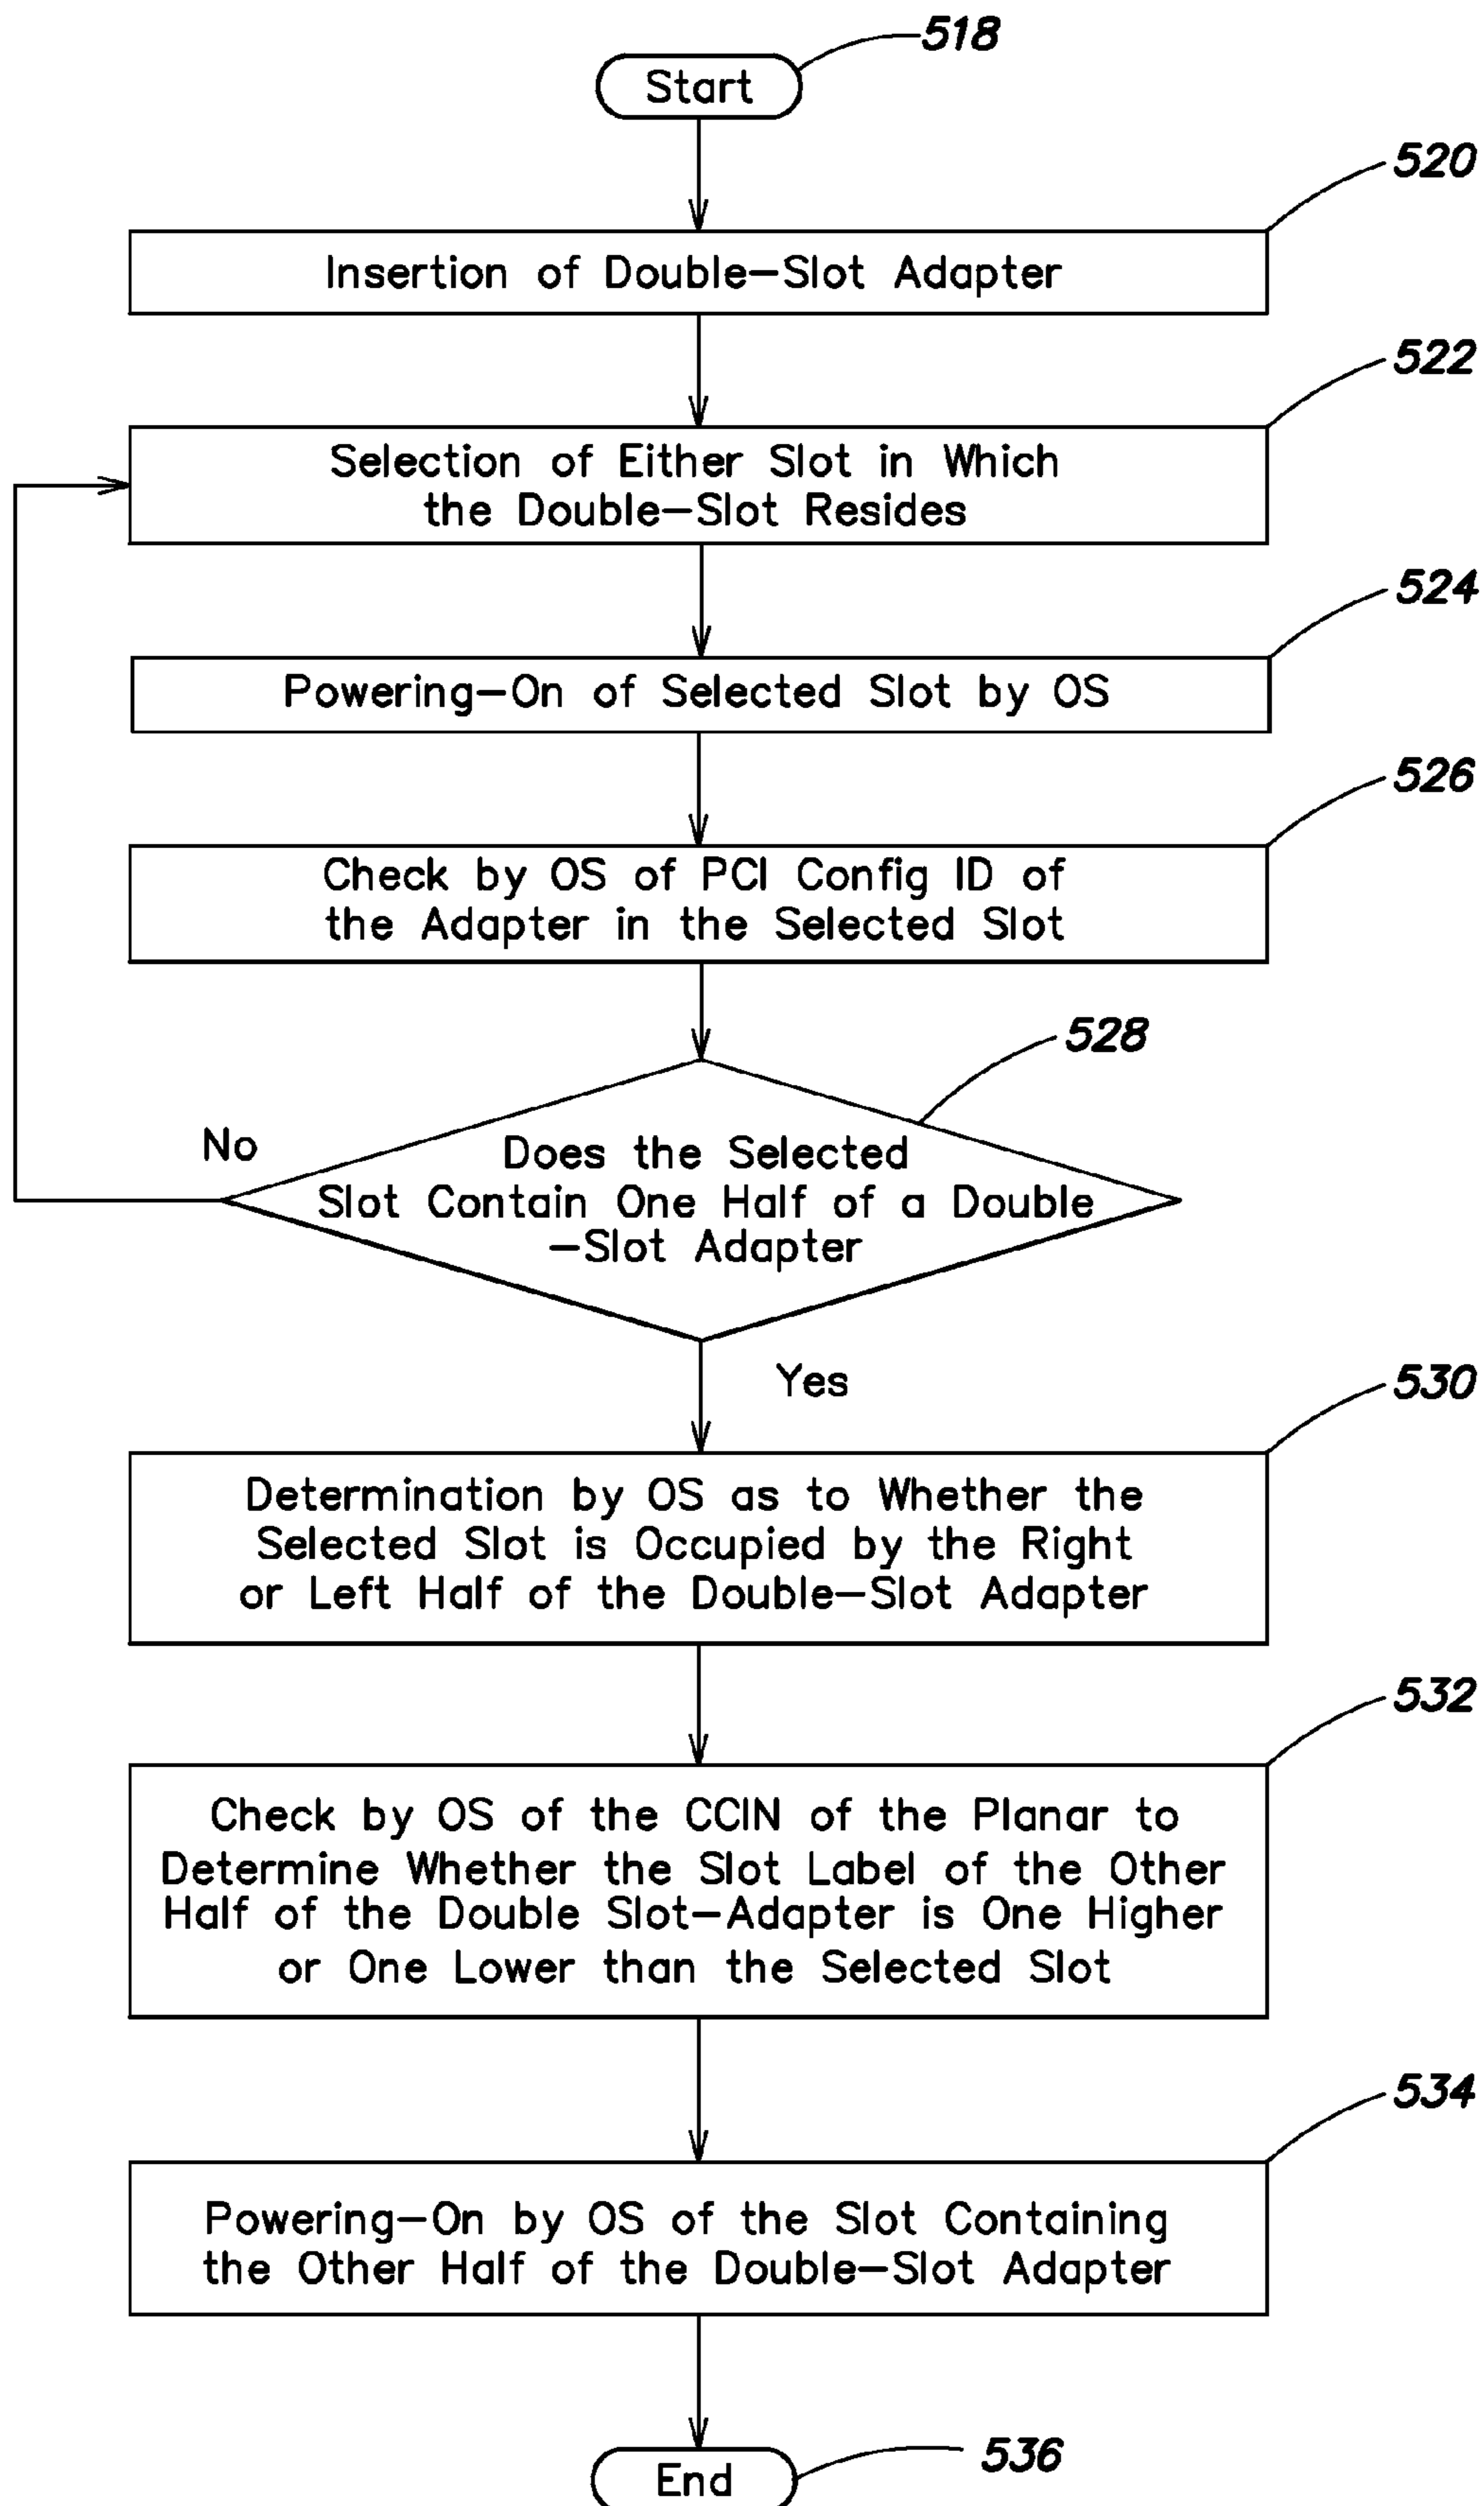 518
Start
520
Insertion of Double-Slot Adapter
522
Selection of Either Slot in Which
the Double-Slot Resides
524
Powering-On of Selected Slot by OS
526
Check by OS of PCI Config ID of
the Adapter in the Selected Slot
528
No
Does the Selected
Slot Contain One Half of a Double
-Slot Adapter
Yes
530
Determination by OS as to Whether the
Selected Slot is Occupied by the Right
or Left Half of the Double-Slot Adapter
532
Check by OS of the CCIN of the Planar to
Determine Whether the Slot Label of the Other
Half of the Double Slot-Adapter is One Higher
or One Lower than the Selected Slot
534
Powering-On by OS of the Slot Containing
the Other Half of the Double-Slot Adapter
536
End